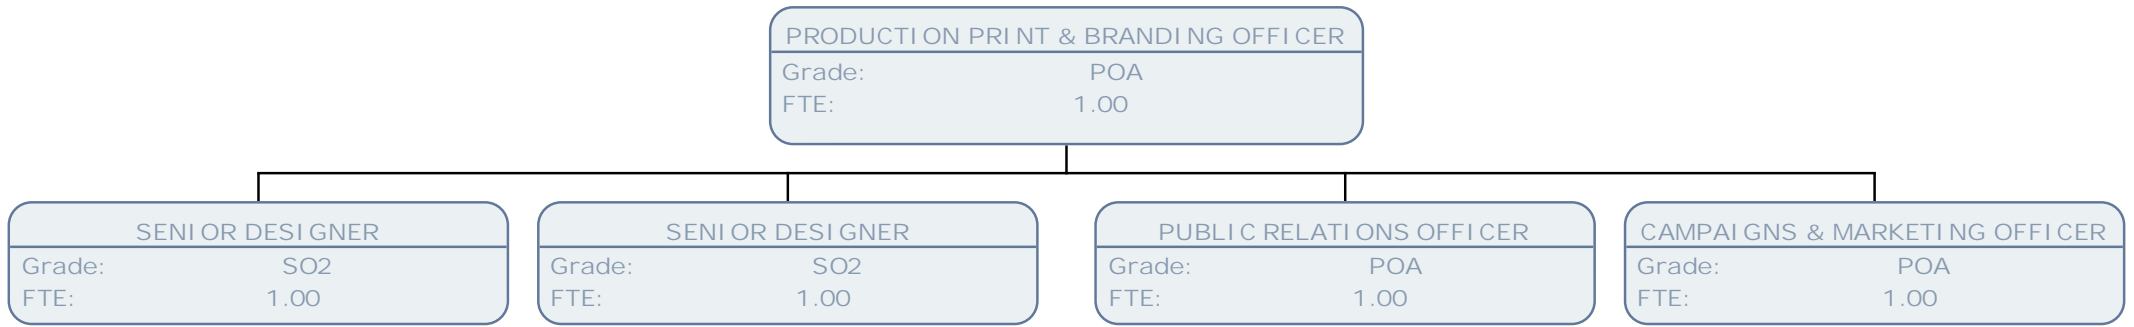 PRODUCTION PRINT & BRANDING OFFICER
Grade: POA
FTE: 1.00
SENIOR DESIGNER
Grade: SO2
FTE: 1.00
SENIOR DESIGNER
Grade: SO2
FTE: 1.00
PUBLIC RELATIONS OFFICER
Grade: POA
FTE: 1.00
CAMPAIGNS & MARKETING OFFICER
Grade: POA
FTE: 1.00